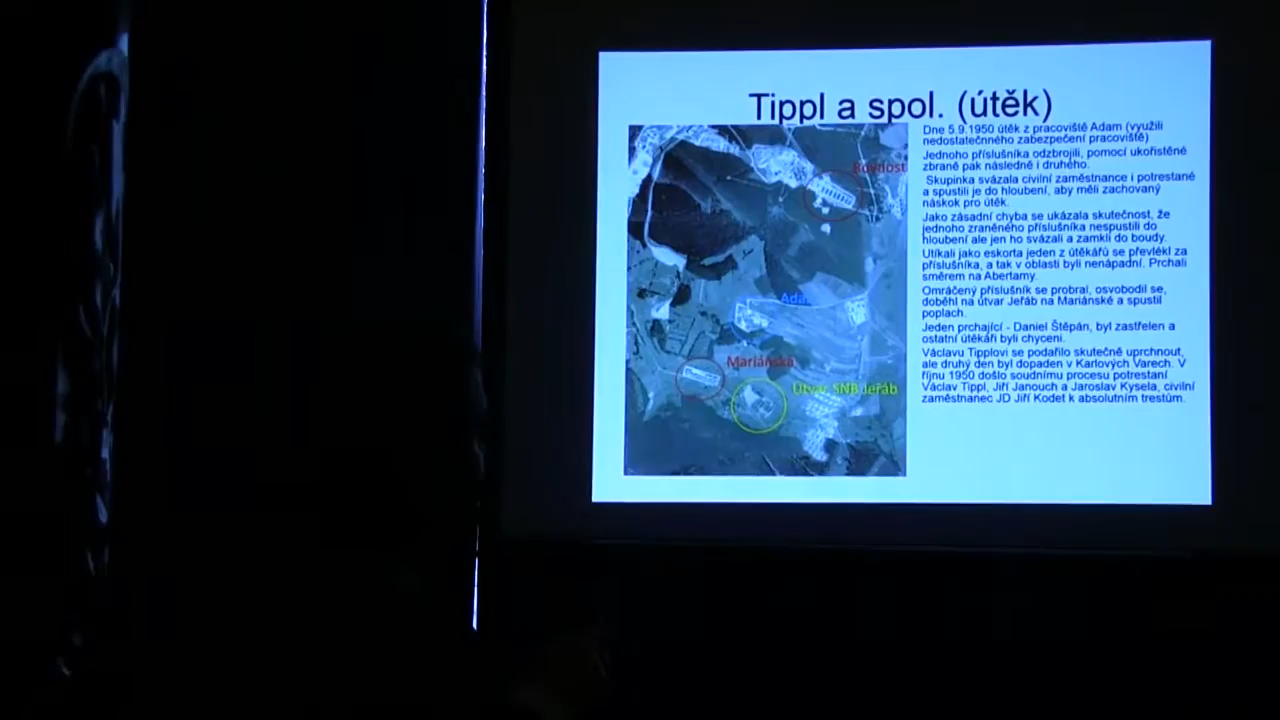 Tippl a spol. (útěk)
Rovnost
Adam
Mariánská
Útvar SNB Jeřáb
Dne 5.9.1950 útěk z pracoviště Adam (využili
nedostatečnného zabezpečení pracoviště)
Jednoho příslušníka odzbrojili, pomocí ukořistěné
zbraně pak následně i druhého.
Skupinka svázala civilní zaměstnance i potrestané
a spustili je do hloubení, aby měli zachovaný
náskok pro útěk.
Jako zásadní chyba se ukázala skutečnost, že
jednoho zraněného příslušníka nespustili do
hloubení ale jen ho svázali a zamkli do boudy.
Utíkali jako eskorta jeden z útěkářů se převlékl za
příslušníka, a tak v oblasti byli nenápadní. Prchali
směrem na Abertamy.
Omráčený příslušník se probral, osvobodil se,
doběhl na útvar Jeřáb na Mariánské a spustil
poplach.
Jeden prchající - Daniel Štěpán, byl zastřelen a
ostatní útěkáři byli chyceni.
Václavu Tipplovi se podařilo skutečně uprchnout,
ale druhý den byl dopaden v Karlových Varech. V
říjnu 1950 došlo soudnímu procesu potrestaní
Václav Tippl, Jiří Janouch a Jaroslav Kysela, civilní
zaměstnanec JD Jiří Kodet k absolutním trestům.